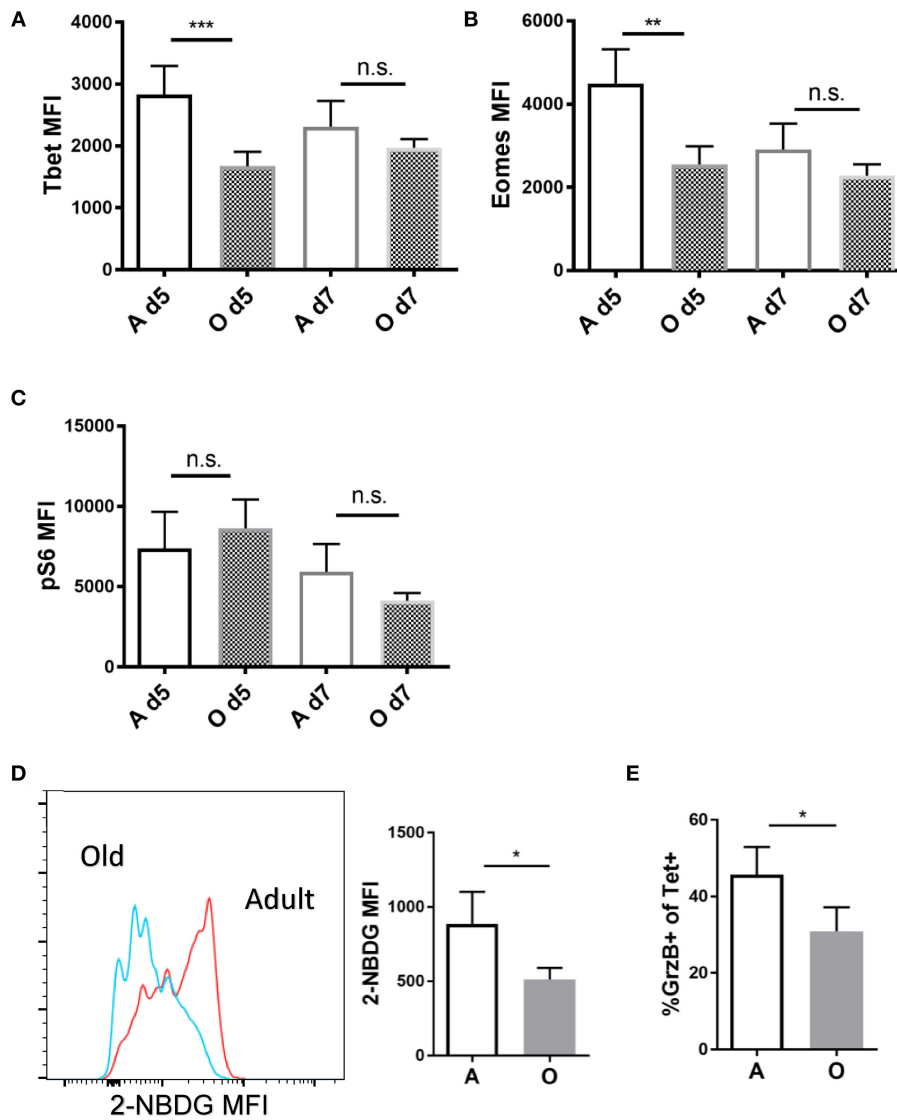 A
Tbet MFI
4000
3000
2000
1000
0
***
n.s.
A d5
O d5
A d7
O d7
B
Eomes MFI
6000
4000
2000
0
**
n.s.
A d5
O d5
A d7
O d7
C
pS6 MFI
15000
10000
5000
0
n.s.
n.s.
A d5
O d5
A d7
O d7
D
Old
Adult
2-NBDG MFI
2-NBDG MFI
1500
1000
500
0
*
A
O
E
%GrzB+ of Tet+
60
40
20
0
*
A
O